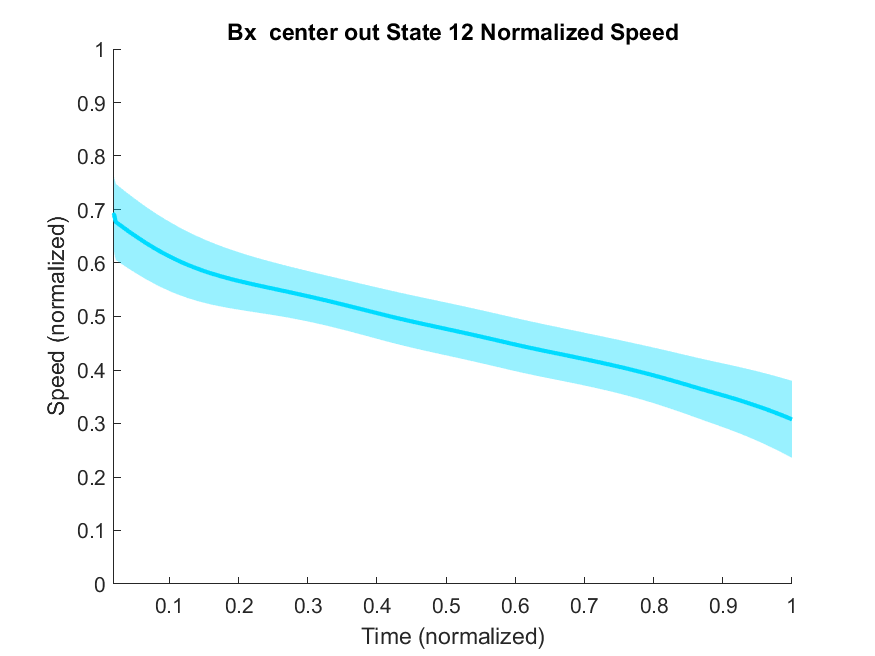 Bx  center out State 12 Normalized Speed
1
0.9
0.8
0.7
0.6
0.5
0.4
0.3
0.2
0.1
0
Speed (normalized)
0.1 0.2 0.3 0.4 0.5 0.6 0.7 0.8 0.9 1
Time (normalized)